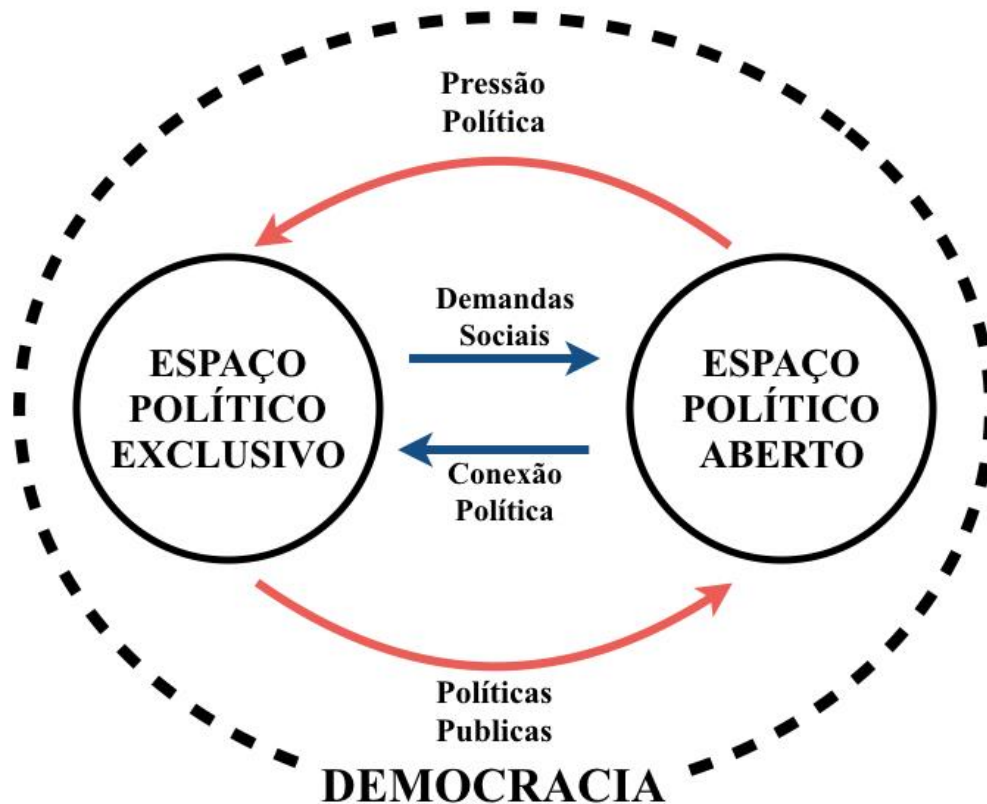 Pressão
Política
Demandas
Sociais
ESPAÇO
POLÍTICO
EXCLUSIVO
ESPAÇO
POLÍTICO
ABERTO
Conexão
Política
Políticas
Publicas
DEMOCRACIA